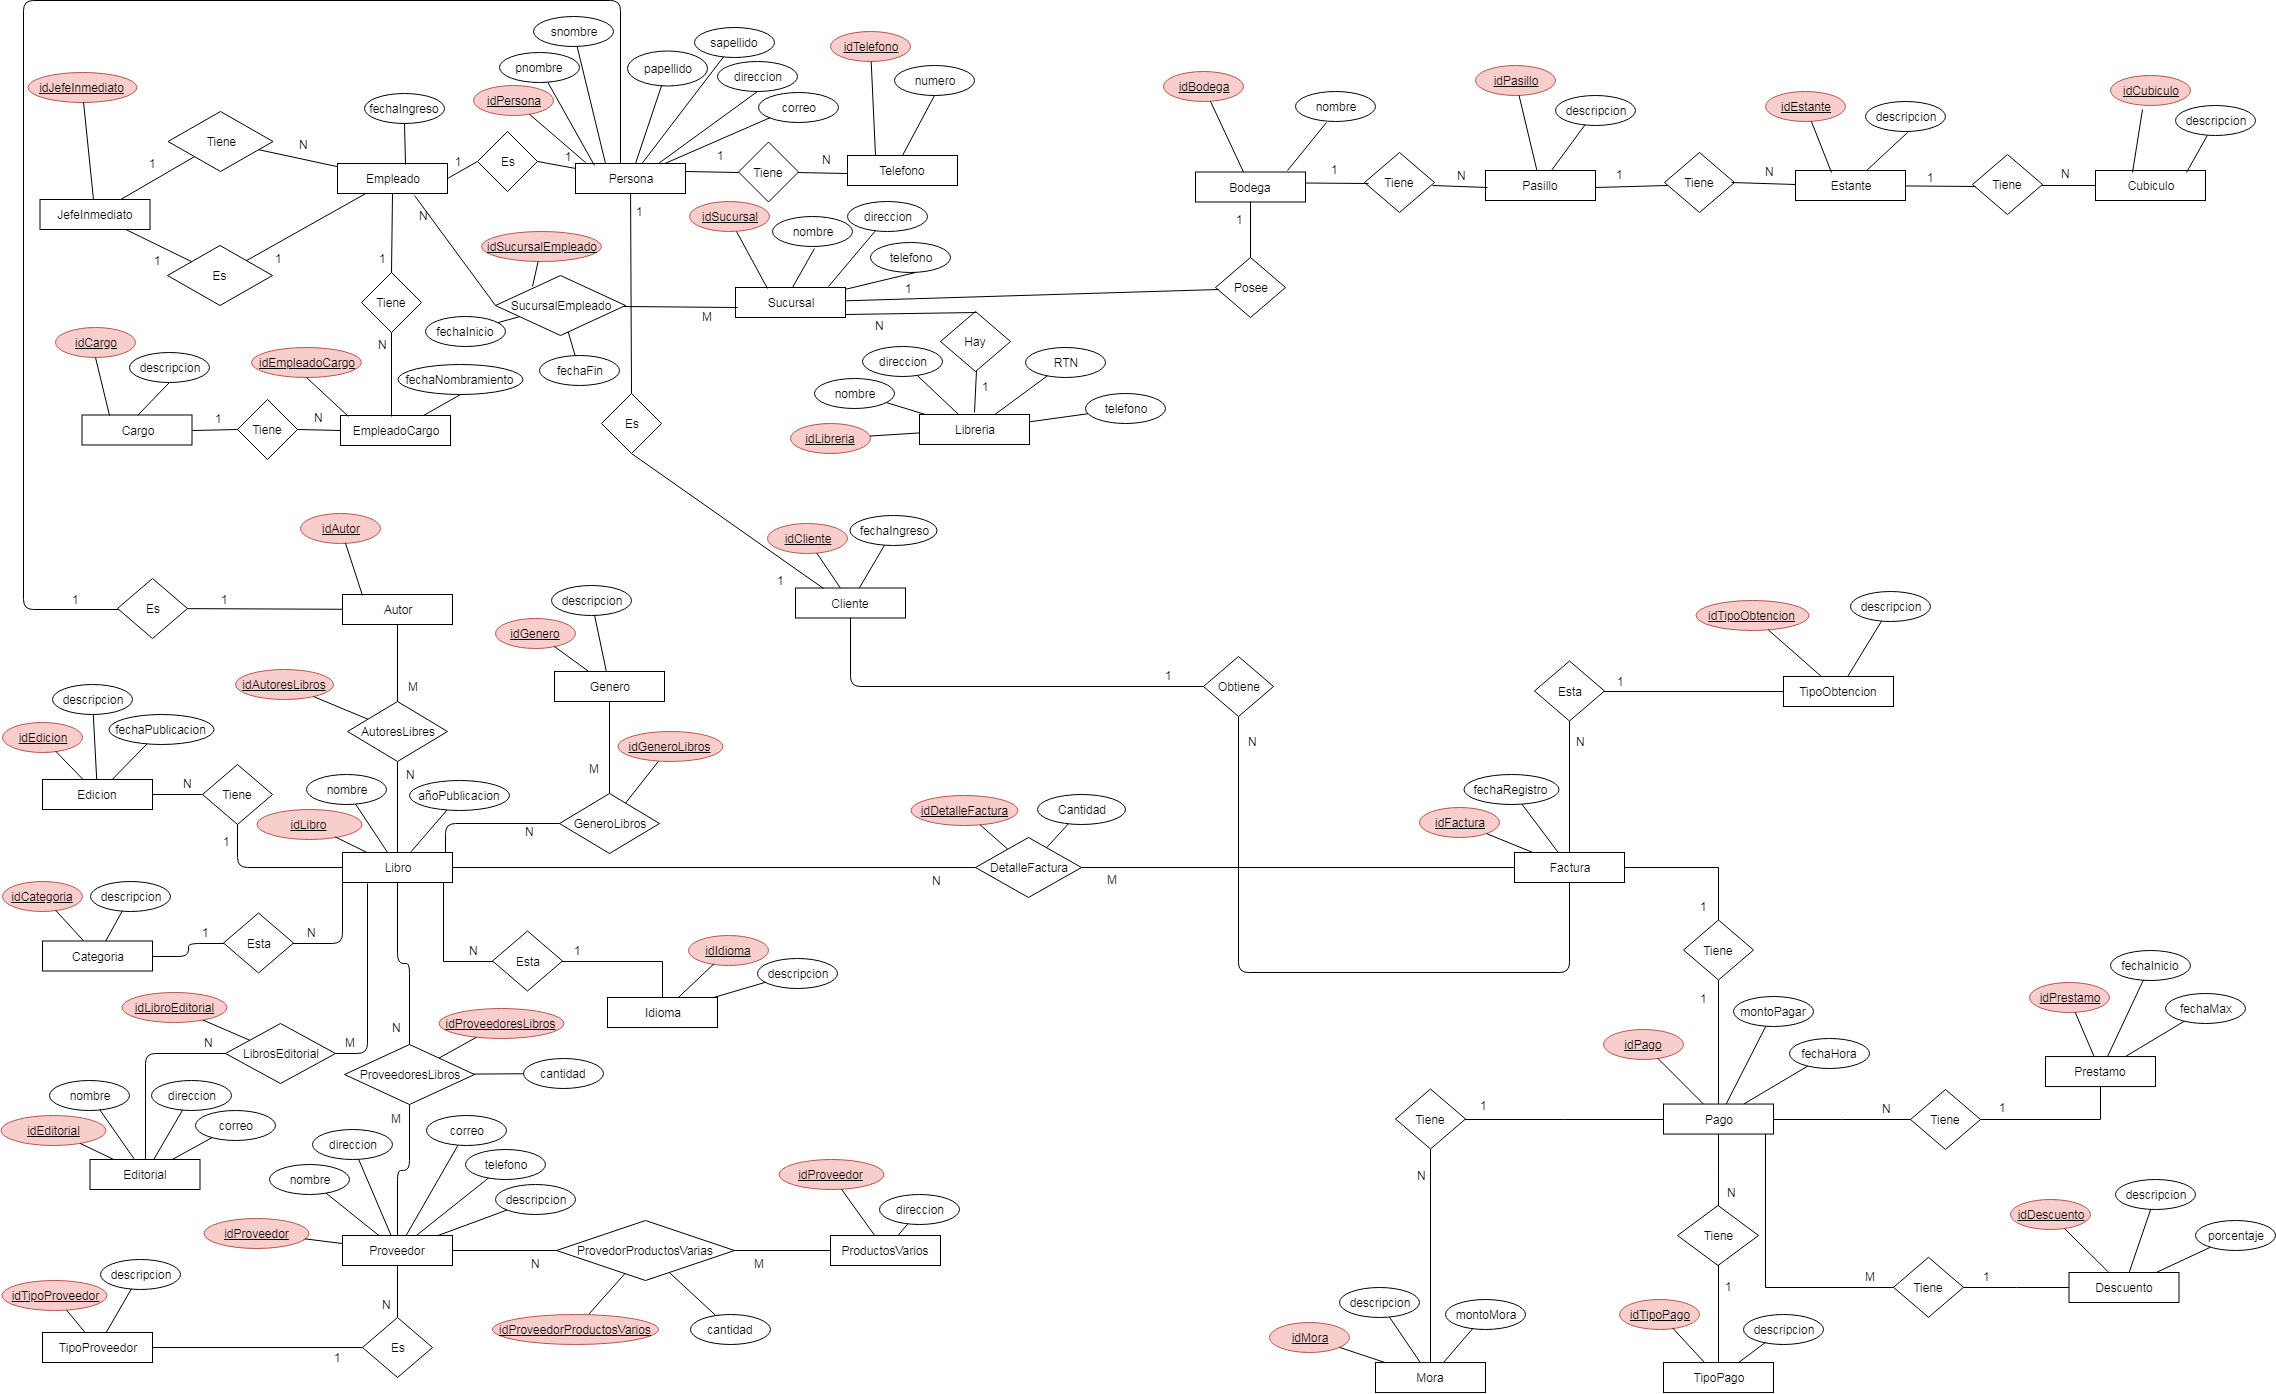 snombre
sapellido
idTelefono
pnombre
papellido
direccion
numero
idJefeInmediato
idPersona
correo
fechaIngreso
idBodega
nombre
idPasillo
descripcion
idEstante
descripcion
idCubiculo
descripcion
Tiene
N
1
1
Es
1
1
Tiene
N
Empleado
Persona
Telefono
1
N
1
N
1
N
Bodega
Tiene
Pasillo
Tiene
Estante
Tiene
Cubiculo
JefeInmediato
N
1
idSucursal
nombre
direccion
1
idSucursalEmpleado
telefono
1
Es
1
1
Tiene
SucursalEmpleado
Sucursal
1
Posee
fechaInicio
M
N
Hay
idCargo
descripcion
idEmpleadoCargo
N
fechaNombramiento
fechaFin
direccion
RTN
nombre
1
telefono
1
N
Cargo
Tiene
EmpleadoCargo
Es
Libreria
idLibreria
idAutor
idCliente
fechaIngreso
1
1
Es
1
Autor
Cliente
descripcion
idGenero
Genero
idTipoObtencion
descripcion
idAutoresLibros
M
1
Obtiene
Esta
1
TipoObtencion
descripcion
fechaPublicacion
idEdicion
AutoresLibres
idGeneroLibros
N
N
M
N
Edicion
N
Tiene
nombre
añoPublicacion
fechaRegistro
idLibro
N
GeneroLibros
idDetalleFactura
Cantidad
idFactura
1
Libro
N
DetalleFactura
M
Factura
idCategoria
descripcion
1
1
N
Esta
Categoria
N
1
Esta
idIdioma
descripcion
Tiene
1
idLibroEditorial
N
idProveedoresLibros
Idioma
fechaInicio
idPrestamo
fechaMax
N
M
LibrosEditorial
montoPagar
idPago
fechaHora
ProveedoresLibros
cantidad
Prestamo
nombre
direccion
M
1
N
1
idEditorial
correo
Tiene
Pago
Tiene
direccion
correo
Editorial
nombre
telefono
descripcion
idProveedor
direccion
N
N
descripcion
idDescuento
porcentaje
idProveedor
Tiene
Proveedor
N
ProvedorProductosVarias
M
ProductosVarios
descripcion
idTipoProveedor
N
M
1
Tiene
Descuento
1
descripcion
montoMora
idMora
idTipoPago
descripcion
idProveedorProductosVarios
cantidad
TipoProveedor
1
Es
Mora
TipoPago